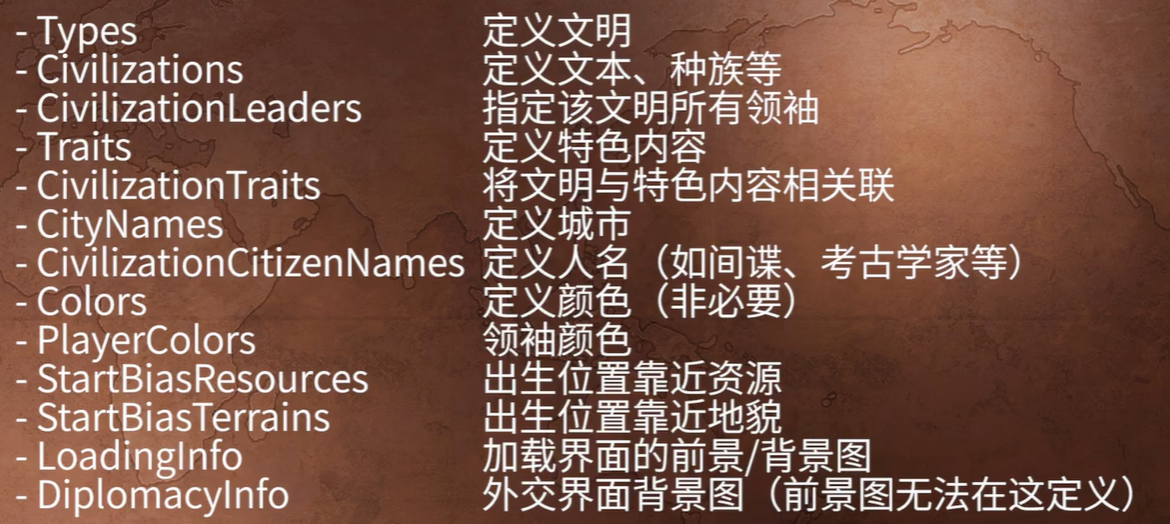 - Types 定义文明
- Civilizations 定义文本、种族等
- CivilizationLeaders 指定该文明所有领袖
- Traits 定义特色内容
- CivilizationTraits 将文明与特色内容相关联
- CityNames 定义城市
- CivilizationCitizenNames 定义人名（如间谍、考古学家等）
- Colors 定义颜色（非必要）
- PlayerColors 领袖颜色
- StartBiasResources 出生位置靠近资源
- StartBiasTerrains 出生位置靠近地貌
- LoadingInfo 加载界面的前景/背景图
- DiplomacyInfo 外交界面背景图（前景图无法在这定义）